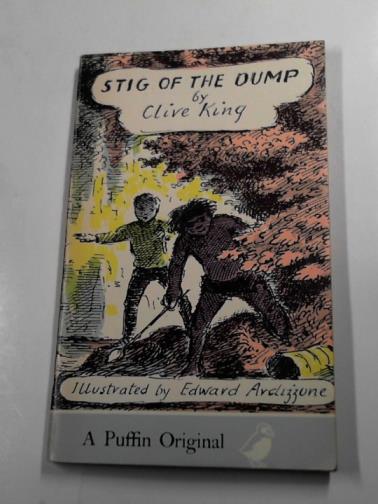 STIG OF THE DUMP
by
Clive King
Illustrated by Edward Ardizzone
A Puffin Original